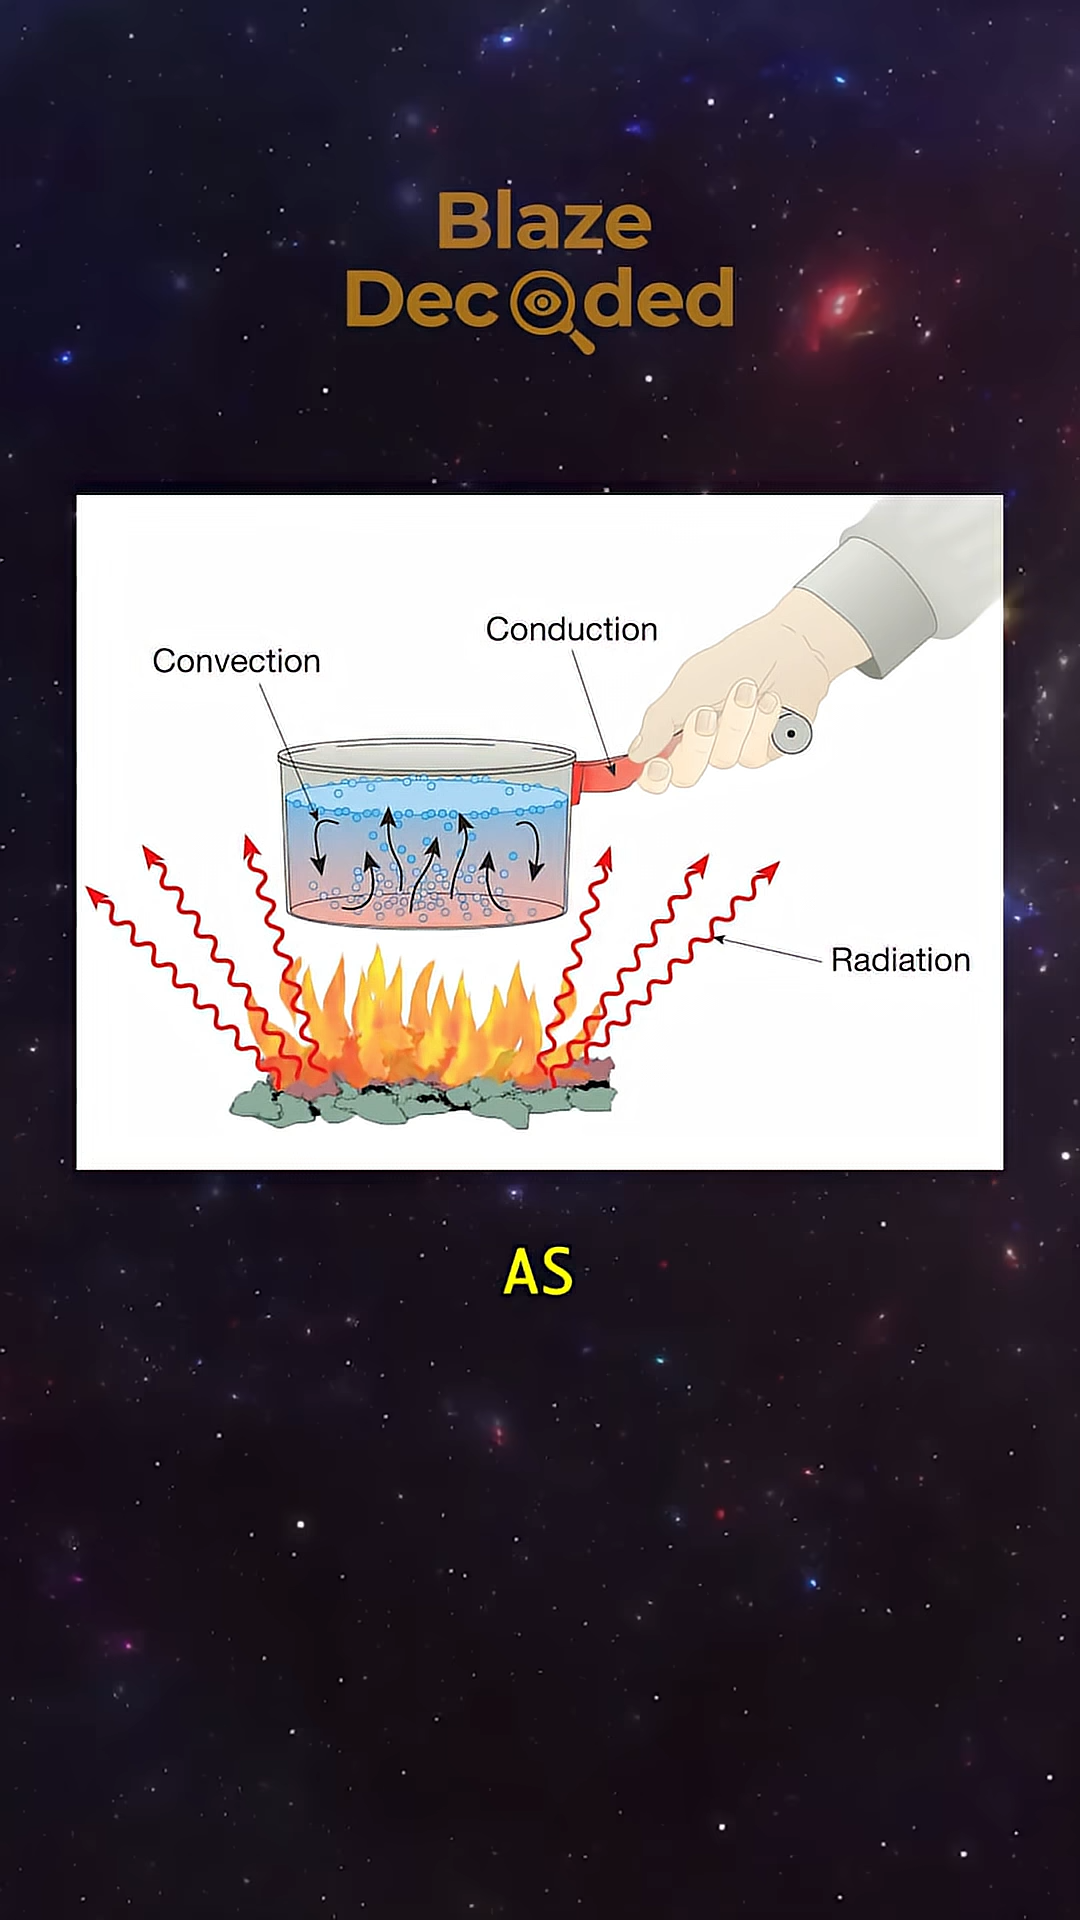 Blaze
Decoded
Conduction
Convection
Radiation
AS